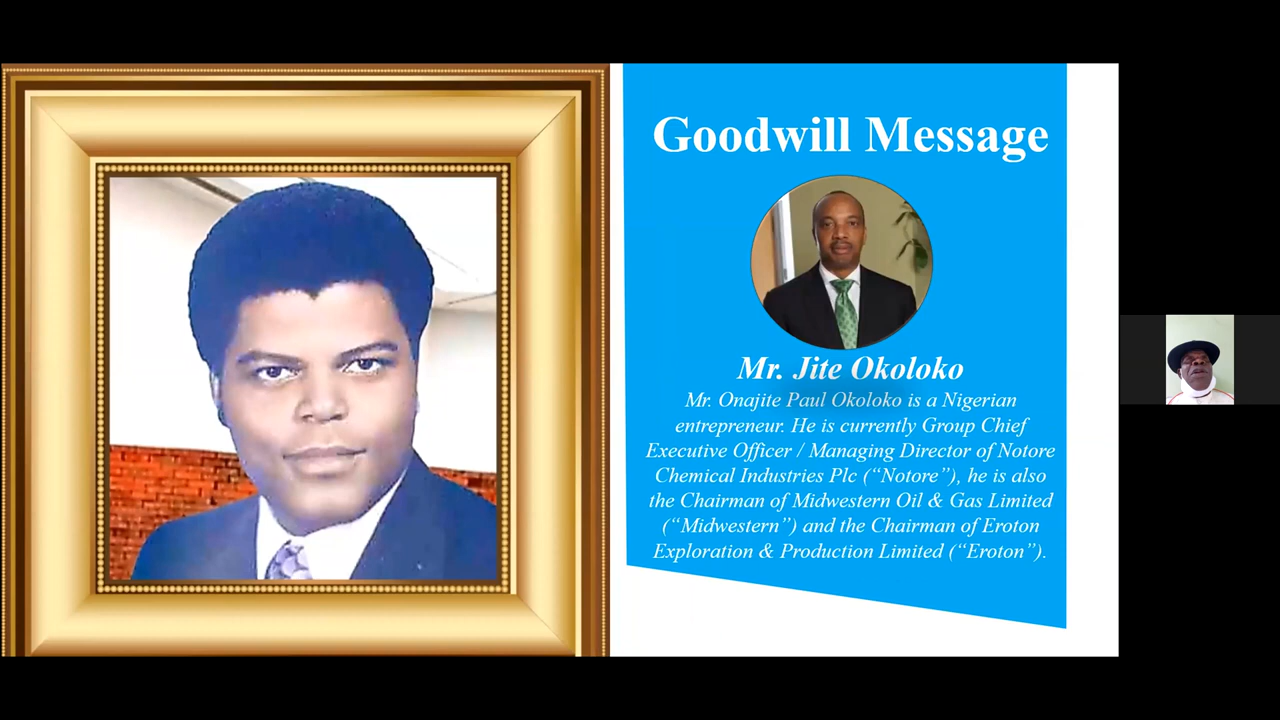 Goodwill Message
Mr. Jite Okoloko
Mr. Onajite Paul Okoloko is a Nigerian
entrepreneur. He is currently Group Chief
Executive Officer / Managing Director of Notore
Chemical Industries Plc (“Notore”), he is also
the Chairman of Midwestern Oil & Gas Limited
(“Midwestern”) and the Chairman of Eroton
Exploration & Production Limited (“Eroton”).